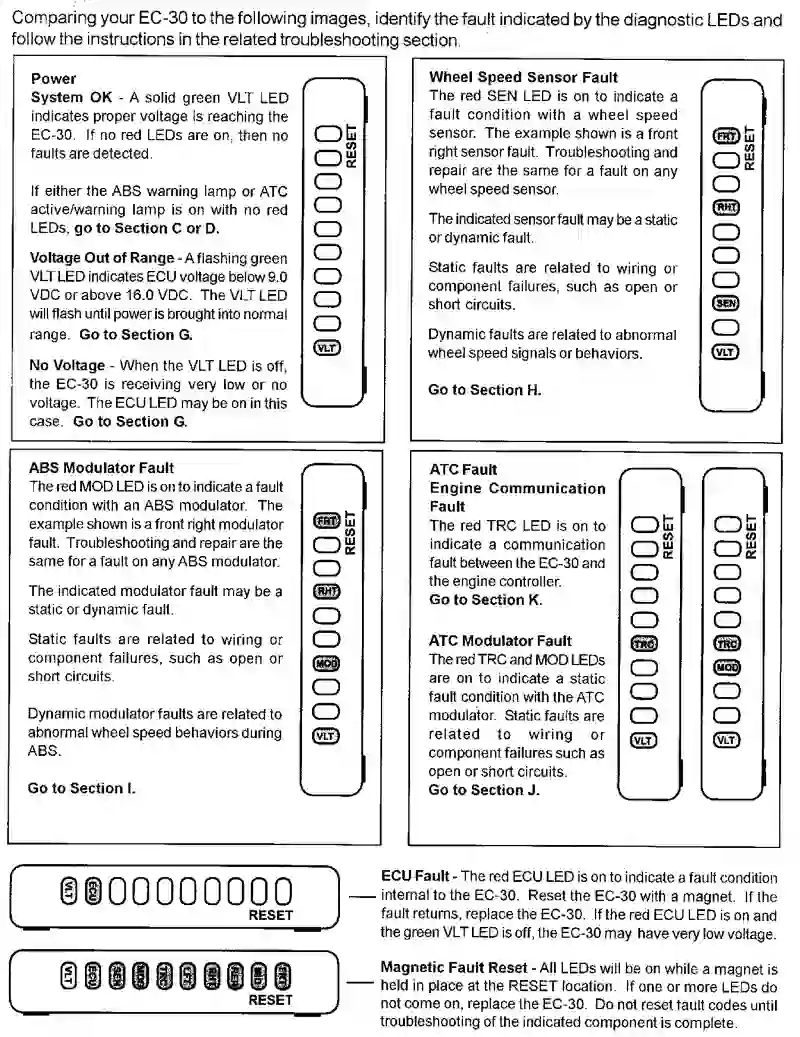 Comparing your EC-30 to the following images, identify the fault indicated by the diagnostic LEDs and
follow the instructions in the related troubleshooting section.
Power
System OK - A solid green VLT LED
indicates proper voltage is reaching the
EC-30. If no red LEDs are on, then no
faults are detected.
If either the ABS warning lamp or ATC
active/warning lamp is on with no red
LEDs, go to Section C or D.
Voltage Out of Range - A flashing green
VLT LED indicates ECU voltage below 9.0
VDC or above 16.0 VDC. The VLT LED
will flash until power is brought into normal
range. Go to Section G.
No Voltage - When the VLT LED is off,
the EC-30 is receiving very low or no
voltage. The ECU LED may be on in this
case. Go to Section G.
RESET
VLT
Wheel Speed Sensor Fault
The red SEN LED is on to indicate a
fault condition with a wheel speed
sensor. The example shown is a front
right sensor fault. Troubleshooting and
repair are the same for a fault on any
wheel speed sensor.
The indicated sensor fault may be a static
or dynamic fault.
Static faults are related to wiring or
component failures, such as open or
short circuits.
Dynamic faults are related to abnormal
wheel speed signals or behaviors.
Go to Section H.
FRT
RESET
RHT
SEN
VLT
ABS Modulator Fault
The red MOD LED is on to indicate a fault
condition with an ABS modulator. The
example shown is a front right modulator
fault. Troubleshooting and repair are the
same for a fault on any ABS modulator.
The indicated modulator fault may be a
static or dynamic fault.
Static faults are related to wiring or
component failures, such as open or
short circuits.
Dynamic modulator faults are related to
abnormal wheel speed behaviors during
ABS.
Go to Section I.
FRT
RESET
RHT
MOD
VLT
ATC Fault
Engine Communication
Fault
The red TRC LED is on to
indicate a communication
fault between the EC-30 and
the engine controller.
Go to Section K.
ATC Modulator Fault
The red TRC and MOD LEDs
are on to indicate a static
fault condition with the ATC
modulator. Static faults are
related to wiring or
component failures such as
open or short circuits.
Go to Section J.
RESET
TRC
VLT
RESET
TRC
MOD
VLT
VLT ECU
RESET
ECU Fault - The red ECU LED is on to indicate a fault condition
internal to the EC-30. Reset the EC-30 with a magnet. If the
fault returns, replace the EC-30. If the red ECU LED is on and
the green VLT LED is off, the EC-30 may have very low voltage.
VLT ECU SEN MOD TRC LFT RHT RER MID FRT
RESET
Magnetic Fault Reset - All LEDs will be on while a magnet is
held in place at the RESET location. If one or more LEDs do
not come on, replace the EC-30. Do not reset fault codes until
troubleshooting of the indicated component is complete.